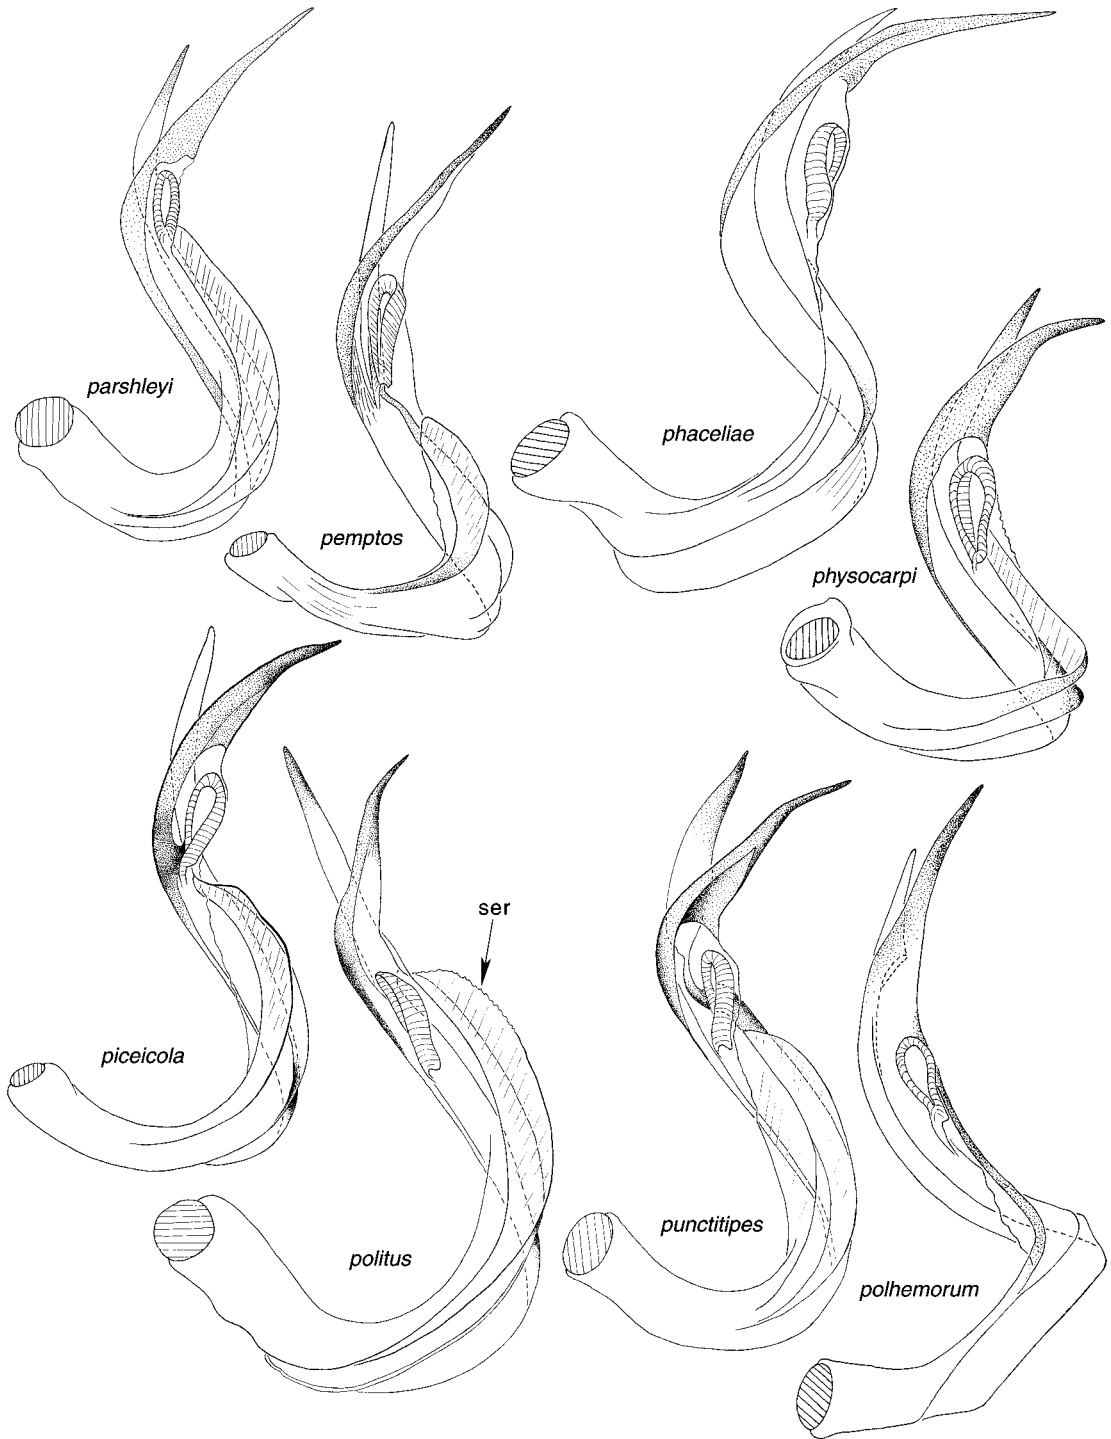 parshleyi
phaceliae
pemptos
physocarpi
ser
piceicola
politus
punctitipes
polhemorum